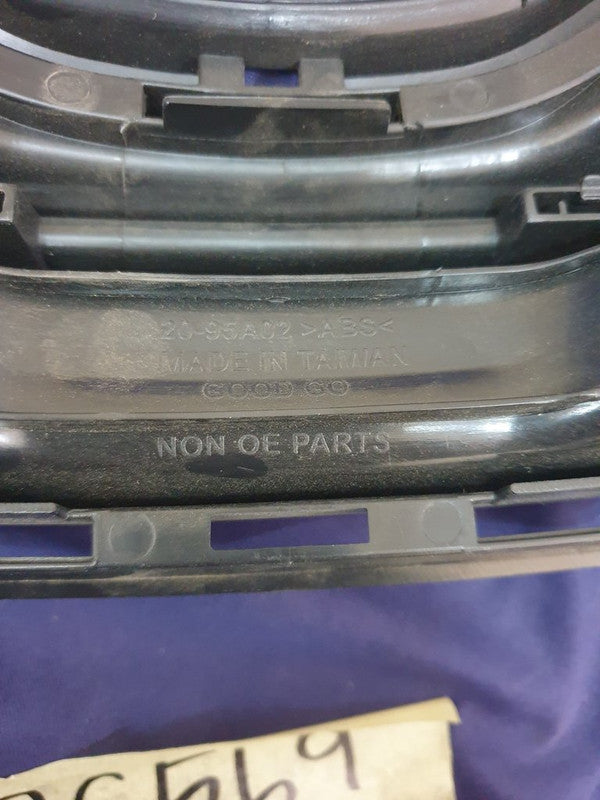 20-95A02 >ABS<
MADE IN TAIWAN
GOOD GO
NON OE PARTS